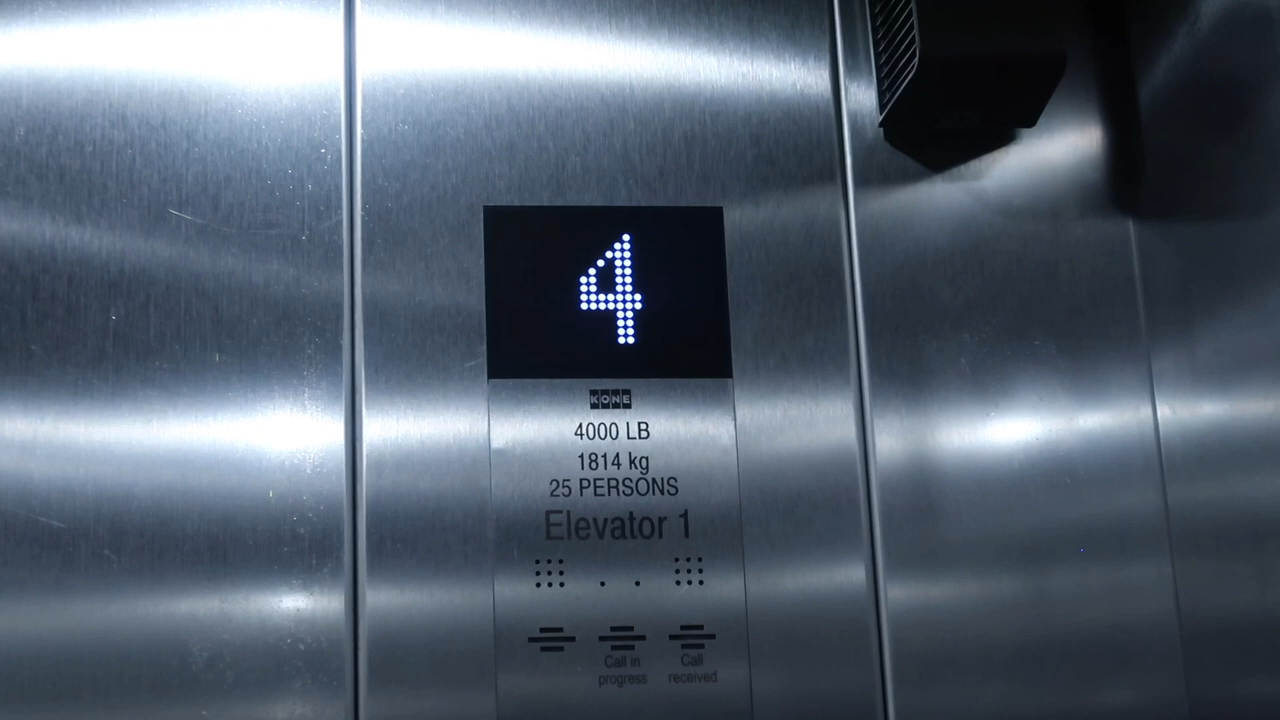 4
KONE
4000 LB
1814 kg
25 PERSONS
Elevator 1
Call in
progress
Call
received